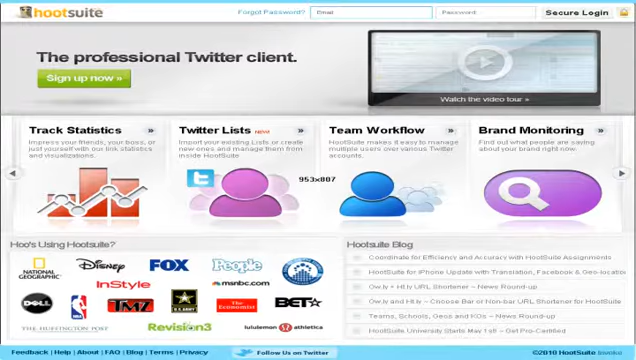 hootsuite
Forgot Password?
Email
Password
Secure Login
The professional Twitter client.
Sign up now »
Watch the video tour »
Track Statistics
Impress your friends, your boss, or
just yourself with our link statistics
and visualizations.
Twitter Lists NEW
Import your existing Lists or create
new ones and manage them from
inside HootSuite
Team Workflow
HootSuite makes it easy to manage
multiple users over various Twitter
accounts.
Brand Monitoring
Find out what people are saying
about your brand right now.
953×807
Hoo's Using Hootsuite?
NATIONAL
GEOGRAPHIC
Disney
FOX
People
InStyle
msnbc.com
DELL
NBA
TMZ
U.S. ARMY
The Economist
BET★
THE HUFFINGTON POST
Revision3
lululemon athletica
Hootsuite Blog
Coordinate for Efficiency and Accuracy with HootSuite Assignments
HootSuite for iPhone Update with Translation, Facebook & Geo-locatio
Ow.ly + Ht.ly URL Shortener – News Round-up
Ow.ly and Ht.ly – Choose Bar or Non-bar URL Shortener for HootSuite
Teams, Schools, Geos and KOs – News Round-up
HootSuite University Starts May 1st – Get Pro-Certified
Feedback | Help | About | FAQ | Blog | Terms | Privacy
Follow Us on Twitter
©2010 HootSuite Invoke